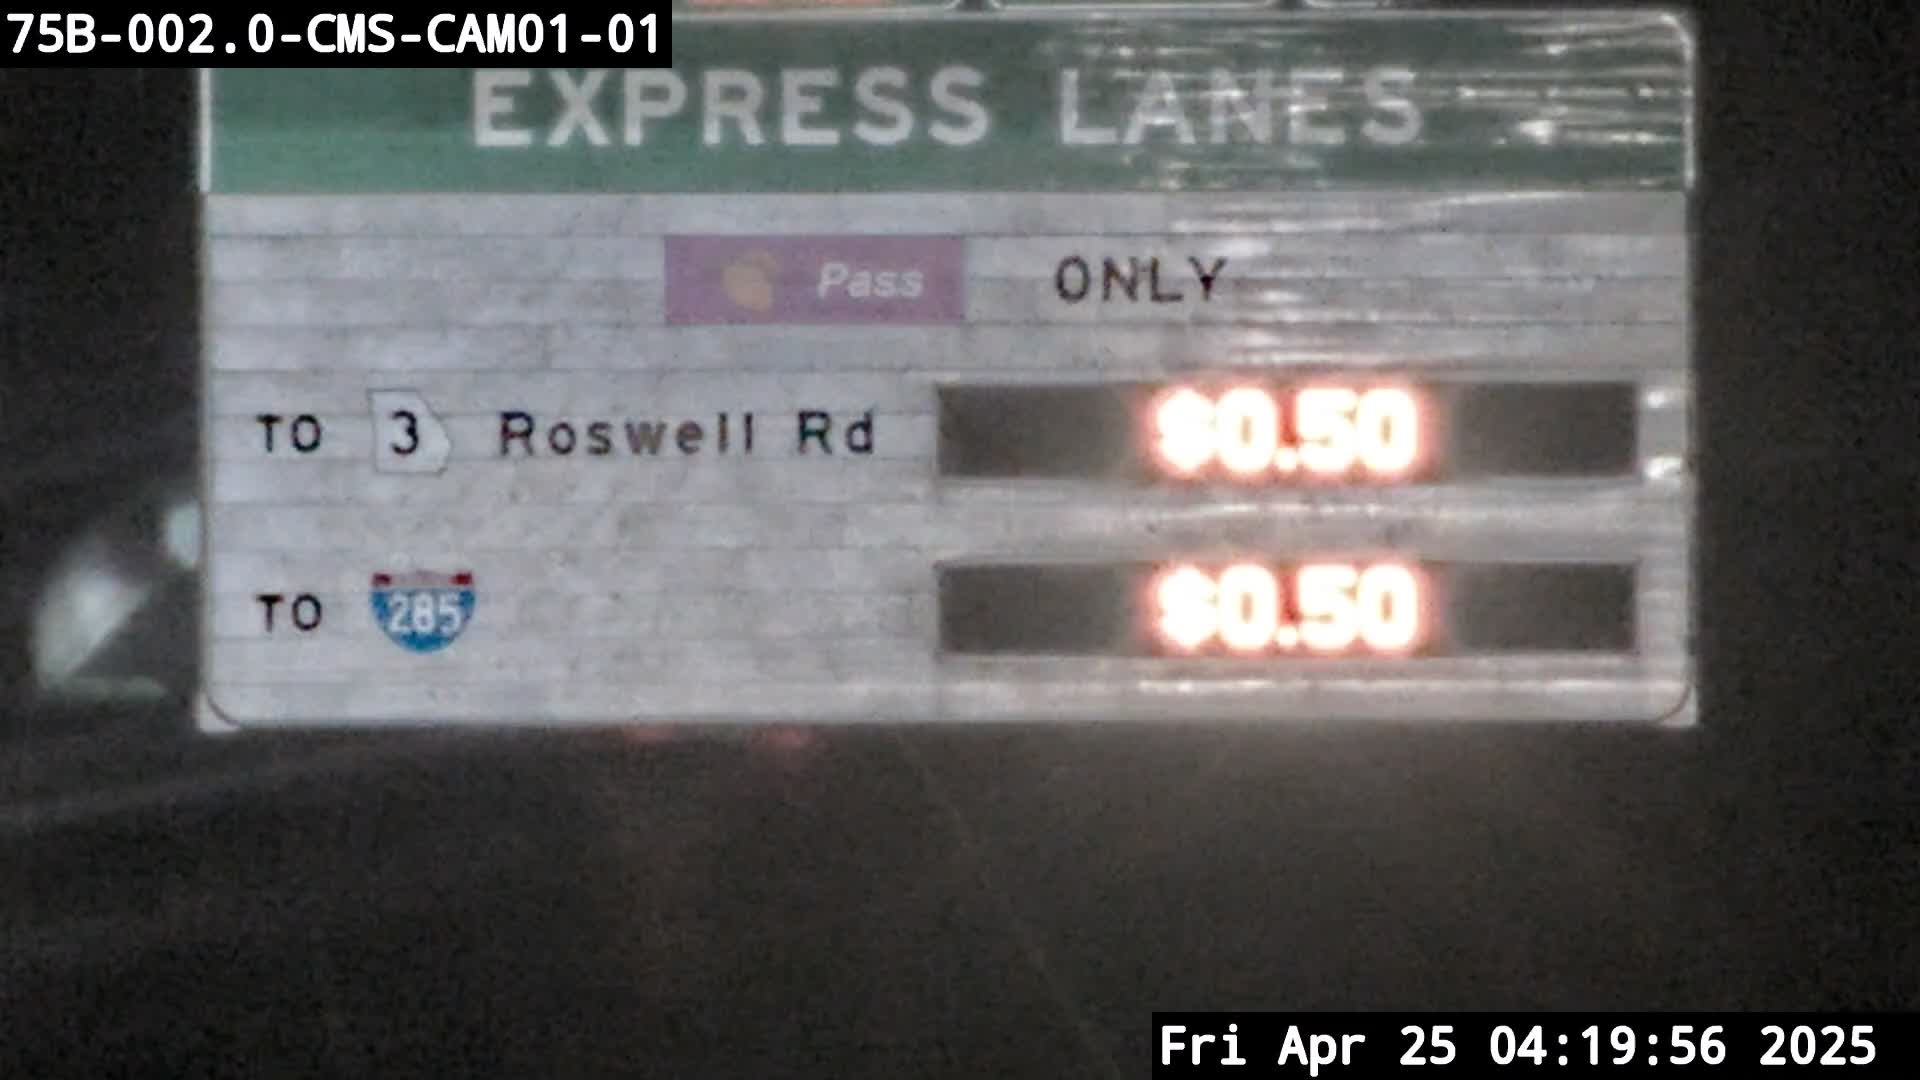 75B-002.0-CMS-CAM01-01
EXPRESS LANES
Pass ONLY
TO 3 Roswell Rd $0.50
TO 285 $0.50
Fri Apr 25 04:19:56 2025